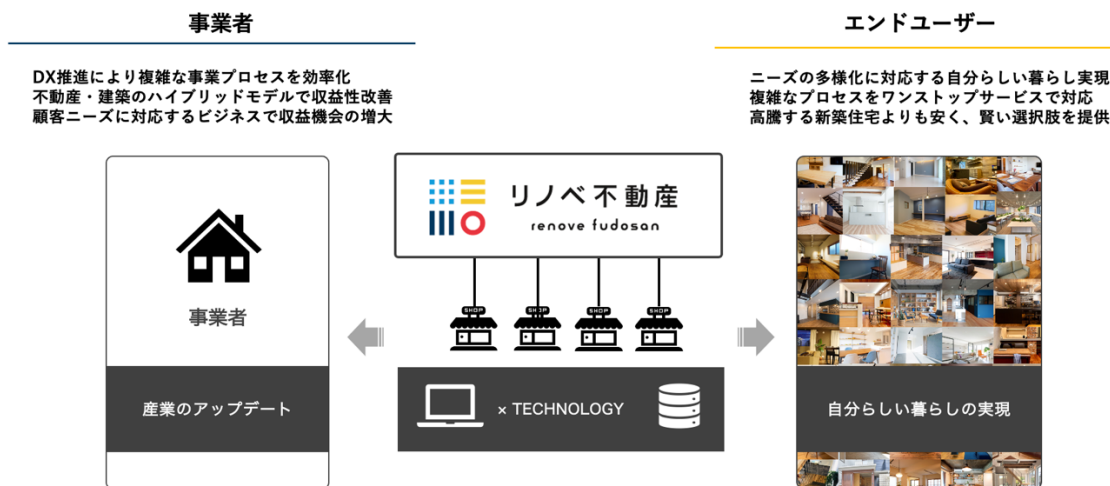 事業者
エンドユーザー
DX推進により複雑な事業プロセスを効率化
不動産・建築のハイブリッドモデルで収益性改善
顧客ニーズに対応するビジネスで収益機会の増大
ニーズの多様化に対応する自分らしい暮らし実現
複雑なプロセスをワンストップサービスで対応
高騰する新築住宅よりも安く、賢い選択肢を提供
リノベ不動産
renove fudosan
事業者
SHOP
SHOP
SHOP
SHOP
産業のアップデート
× TECHNOLOGY
自分らしい暮らしの実現